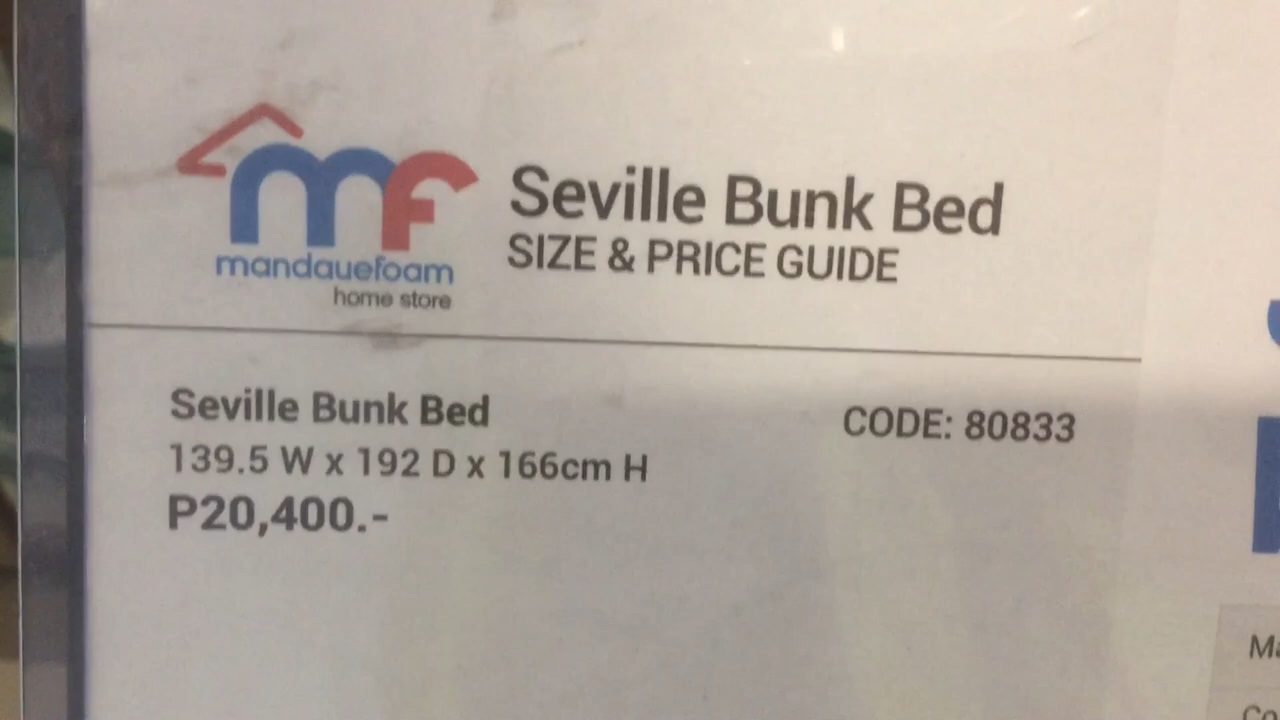 mf
mandauefoam
home store
Seville Bunk Bed
SIZE & PRICE GUIDE
Seville Bunk Bed
CODE: 80833
139.5 W x 192 D x 166cm H
P20,400.-